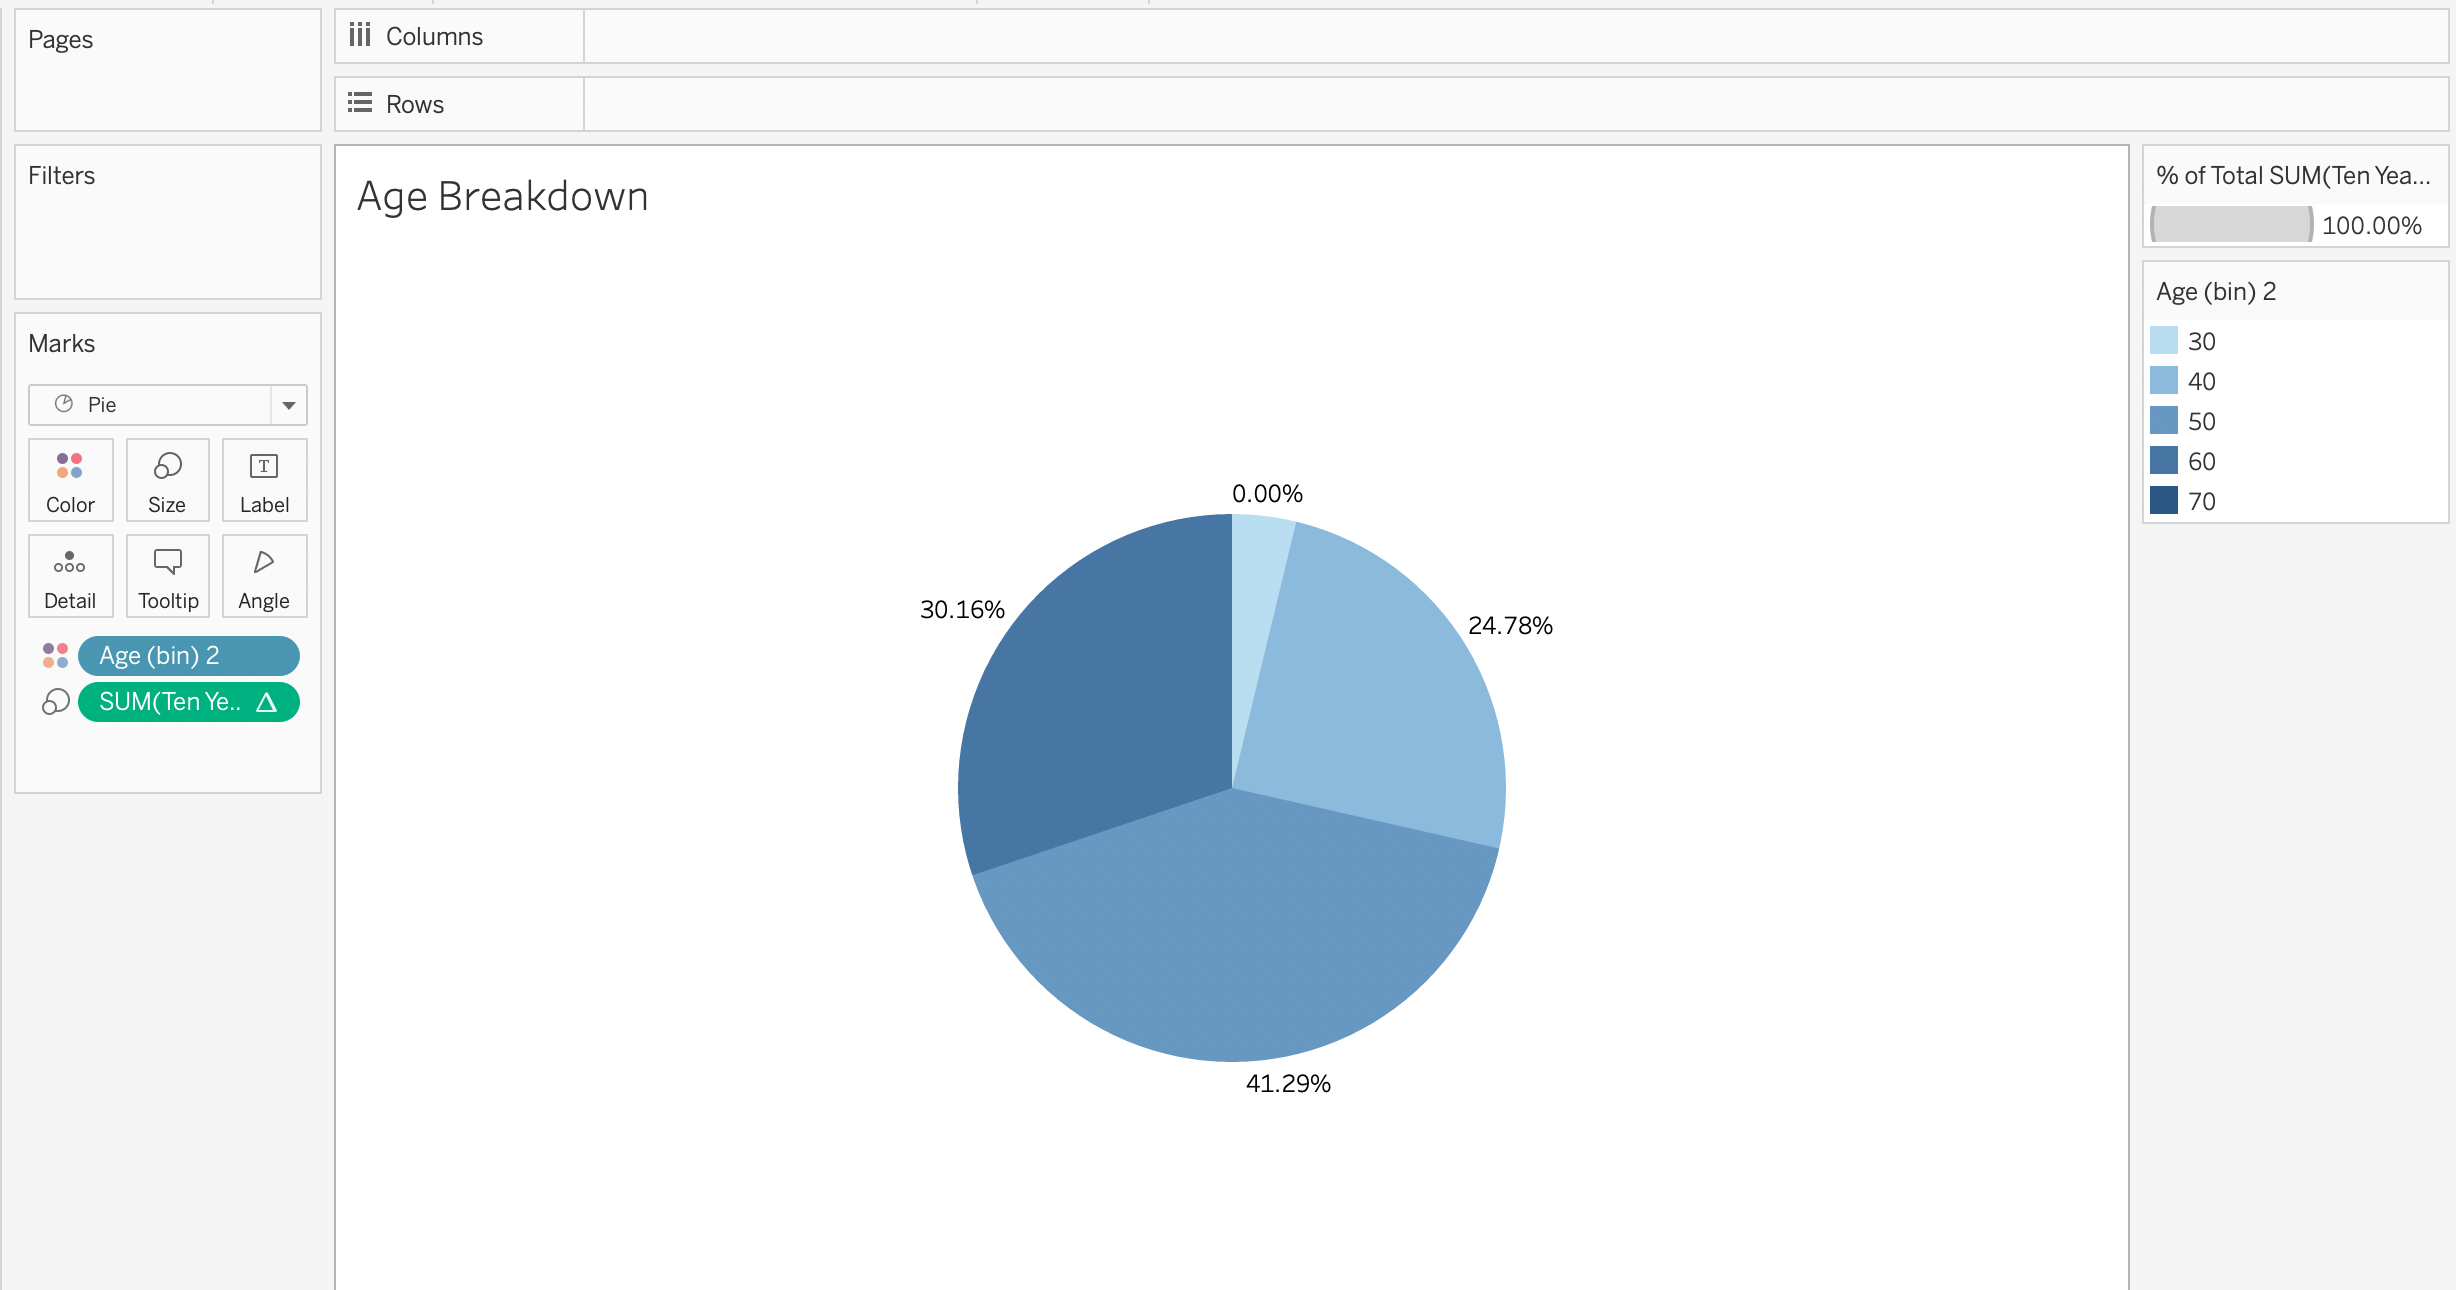 Pages
Columns
Rows
Filters
Marks
Pie
Color Size Label
Detail Tooltip Angle
Age (bin) 2
SUM(Ten Ye..
Age Breakdown
0.00%
30.16%
24.78%
41.29%
% of Total SUM(Ten Yea...
100.00%
Age (bin) 2
30
40
50
60
70